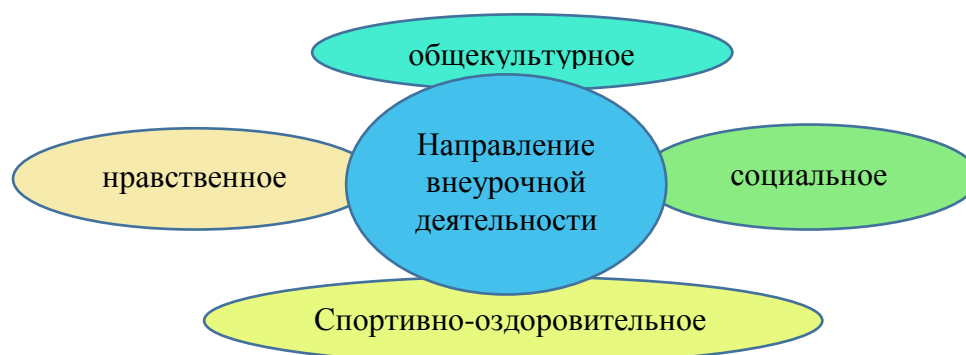 общекультурное
Направление
внеурочной
деятельности
нравственное
социальное
Спортивно-оздоровительное